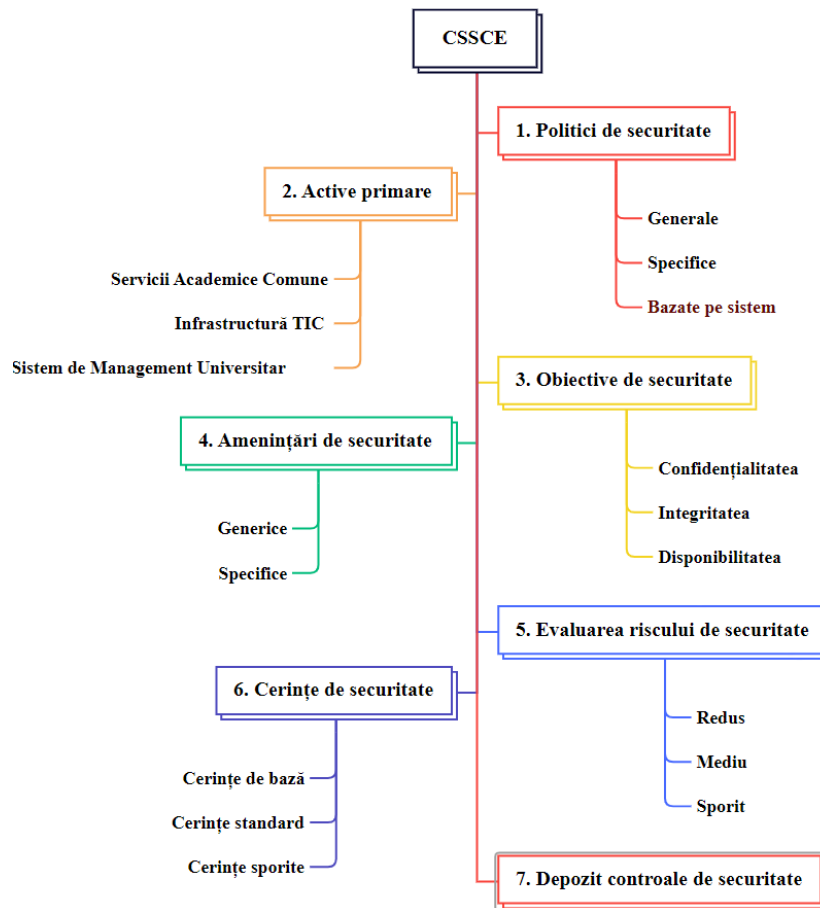 CSSCE
1. Politici de securitate
Generale
Specifice
Bazate pe sistem
2. Active primare
Servicii Academice Comune
Infrastructură TIC
Sistem de Management Universitar
3. Obiective de securitate
Confidențialitatea
Integritatea
Disponibilitatea
4. Amenințări de securitate
Generice
Specifice
5. Evaluarea riscului de securitate
Redus
Mediu
Sporit
6. Cerințe de securitate
Cerințe de bază
Cerințe standard
Cerințe sporite
7. Depozit controale de securitate